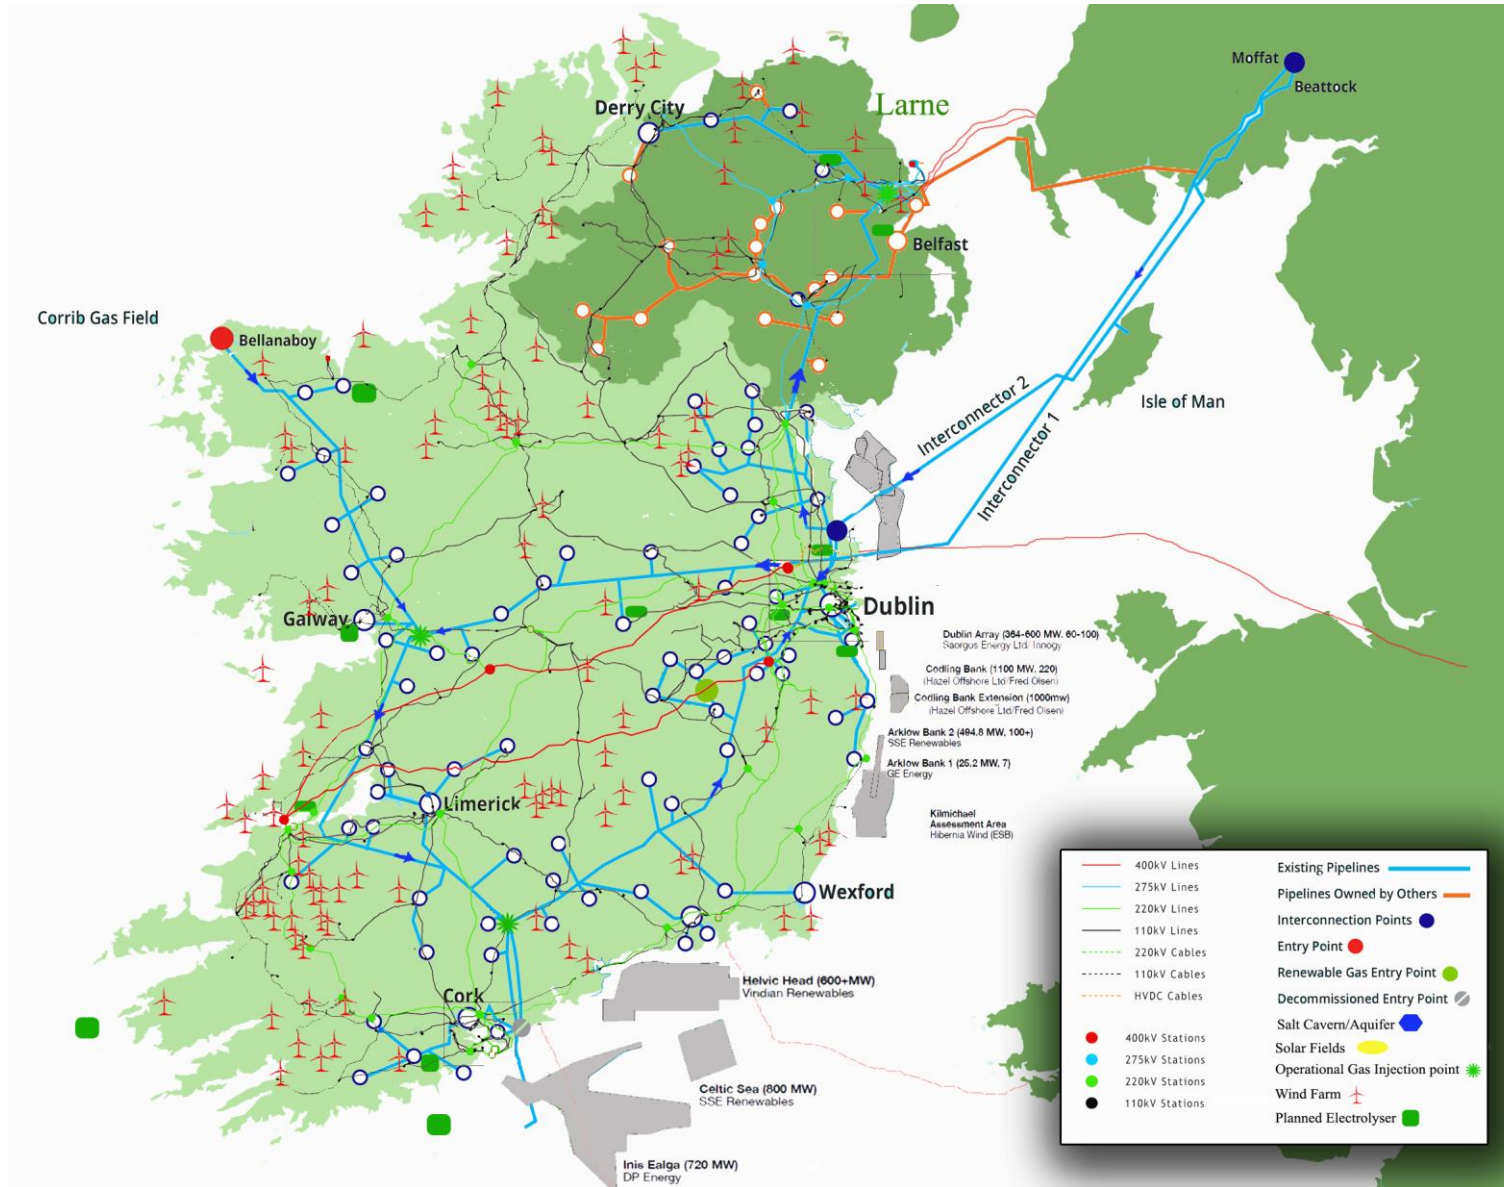 Moffat
Beattock
Derry City
Larne
Belfast
Corrib Gas Field
Bellanaboy
Isle of Man
Interconnector 2
Interconnector 1
Galway
Dublin
Dublin Array (364-600 MW. 60-100)
Saorgus Energy Ltd/ Innogy
Codling Bank (1100 MW. 220)
(Hazel Offshore Ltd/Fred Olsen)
Codling Bank Extension (1000mw)
(Hazel Offshore Ltd/Fred Olsen)
Arklow Bank 2 (494.8 MW, 100+)
SSE Renewables
Arklow Bank 1 (25.2 MW, 7)
GE Energy
Limerick
Kilmichael
Assessment Area
Hibernia Wind (ESB)
Wexford
Helvic Head (600+MW)
Viridian Renewables
Cork
Celtic Sea (800 MW)
SSE Renewables
Inis Ealga (720 MW)
DP Energy
400kV Lines
275kV Lines
220kV Lines
110kV Lines
220kV Cables
110kV Cables
HVDC Cables
400kV Stations
275kV Stations
220kV Stations
110kV Stations
Existing Pipelines
Pipelines Owned by Others
Interconnection Points
Entry Point
Renewable Gas Entry Point
Decommissioned Entry Point
Salt Cavern/Aquifer
Solar Fields
Operational Gas Injection point
Wind Farm
Planned Electrolyser